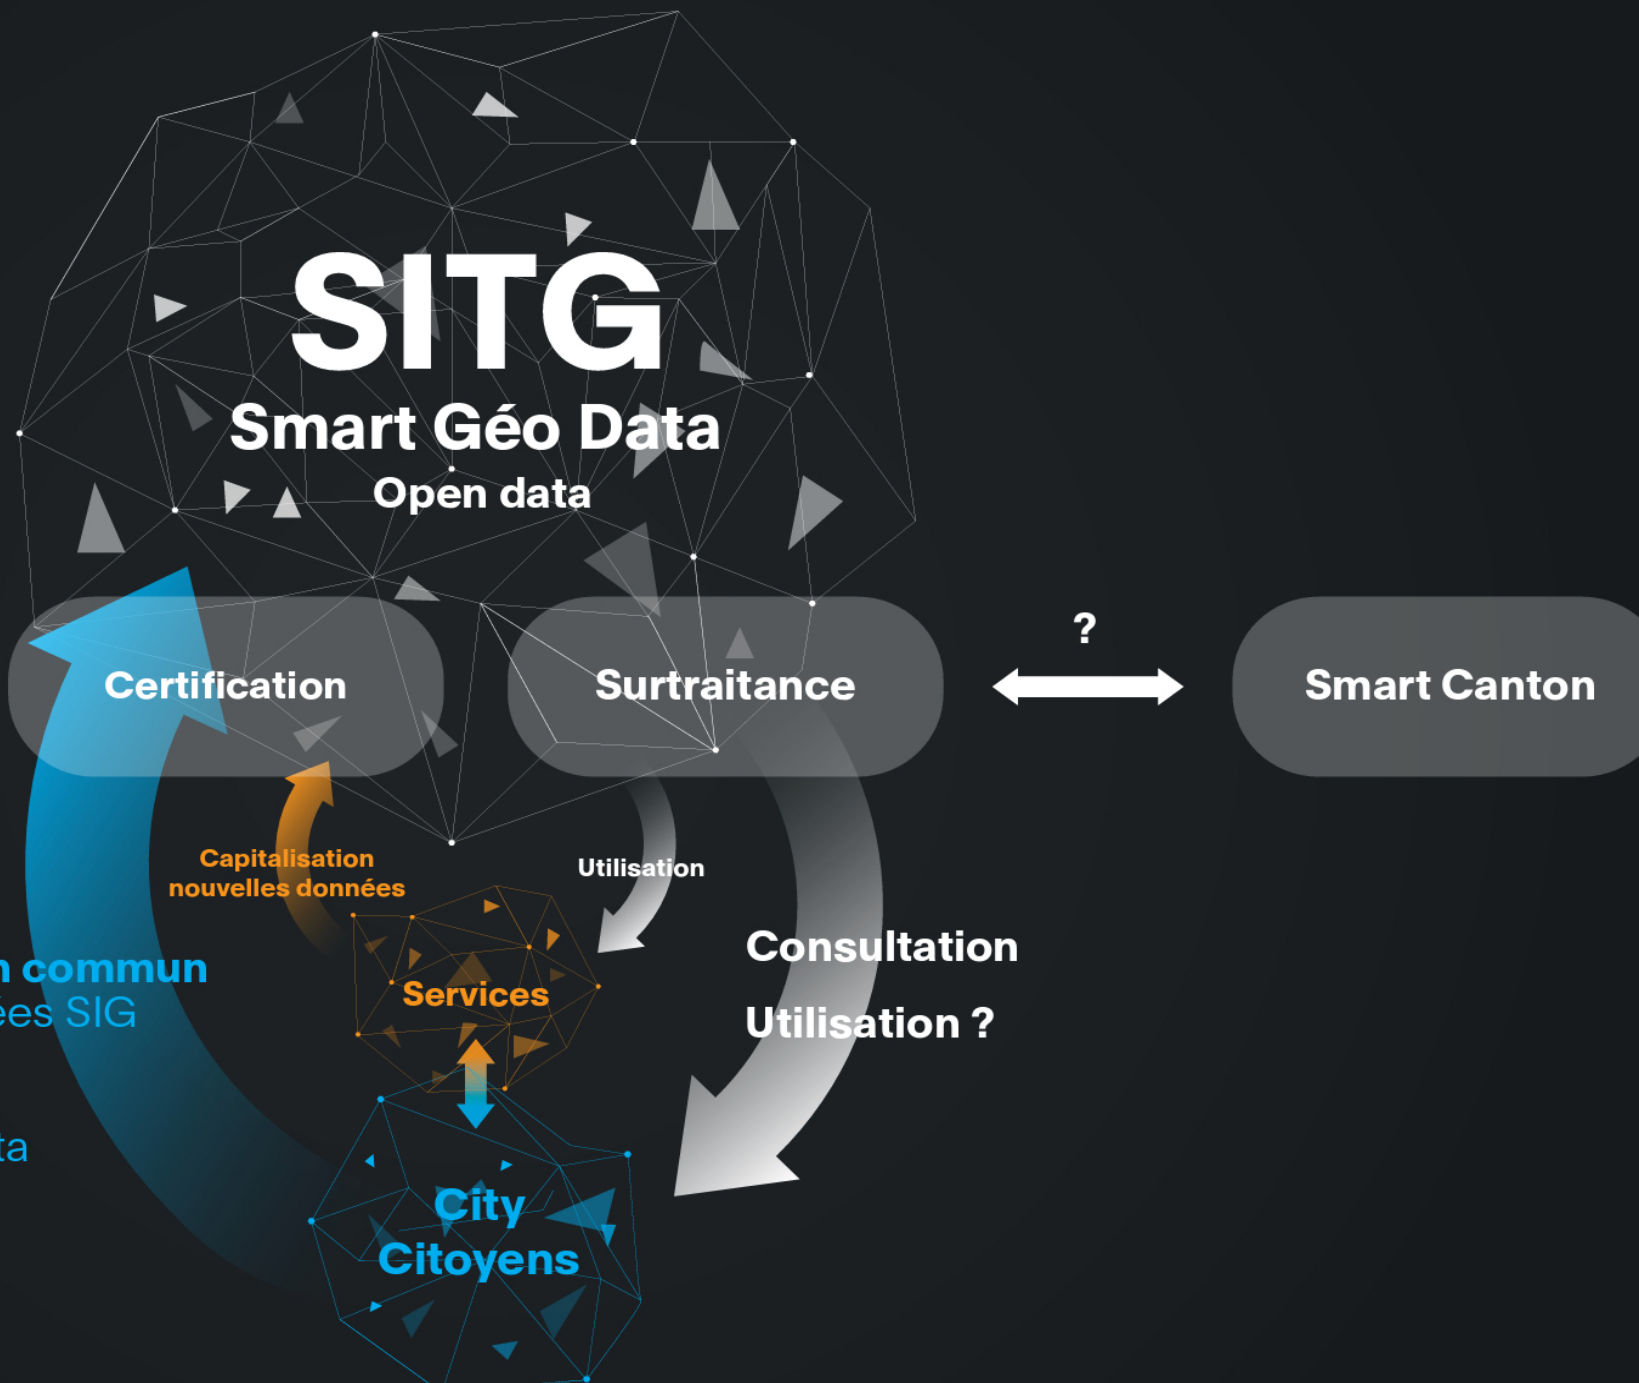 SITG
Smart Géo Data
Open data
?
Certification
Surtraitance
Smart Canton
Capitalisation
nouvelles données
Utilisation
commun
SIG
Services
Consultation
Utilisation ?
City
Citoyens